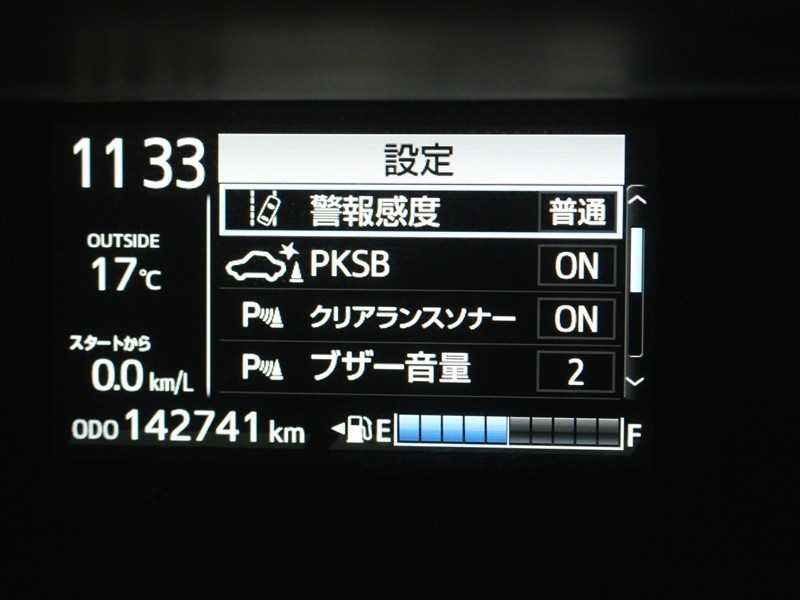 11 33
設定
警報感度 普通
OUTSIDE
17℃
PKSB ON
P クリアランスソナー ON
スタートから
0.0 km/L
P ブザー音量 2
ODO 142741 km E F